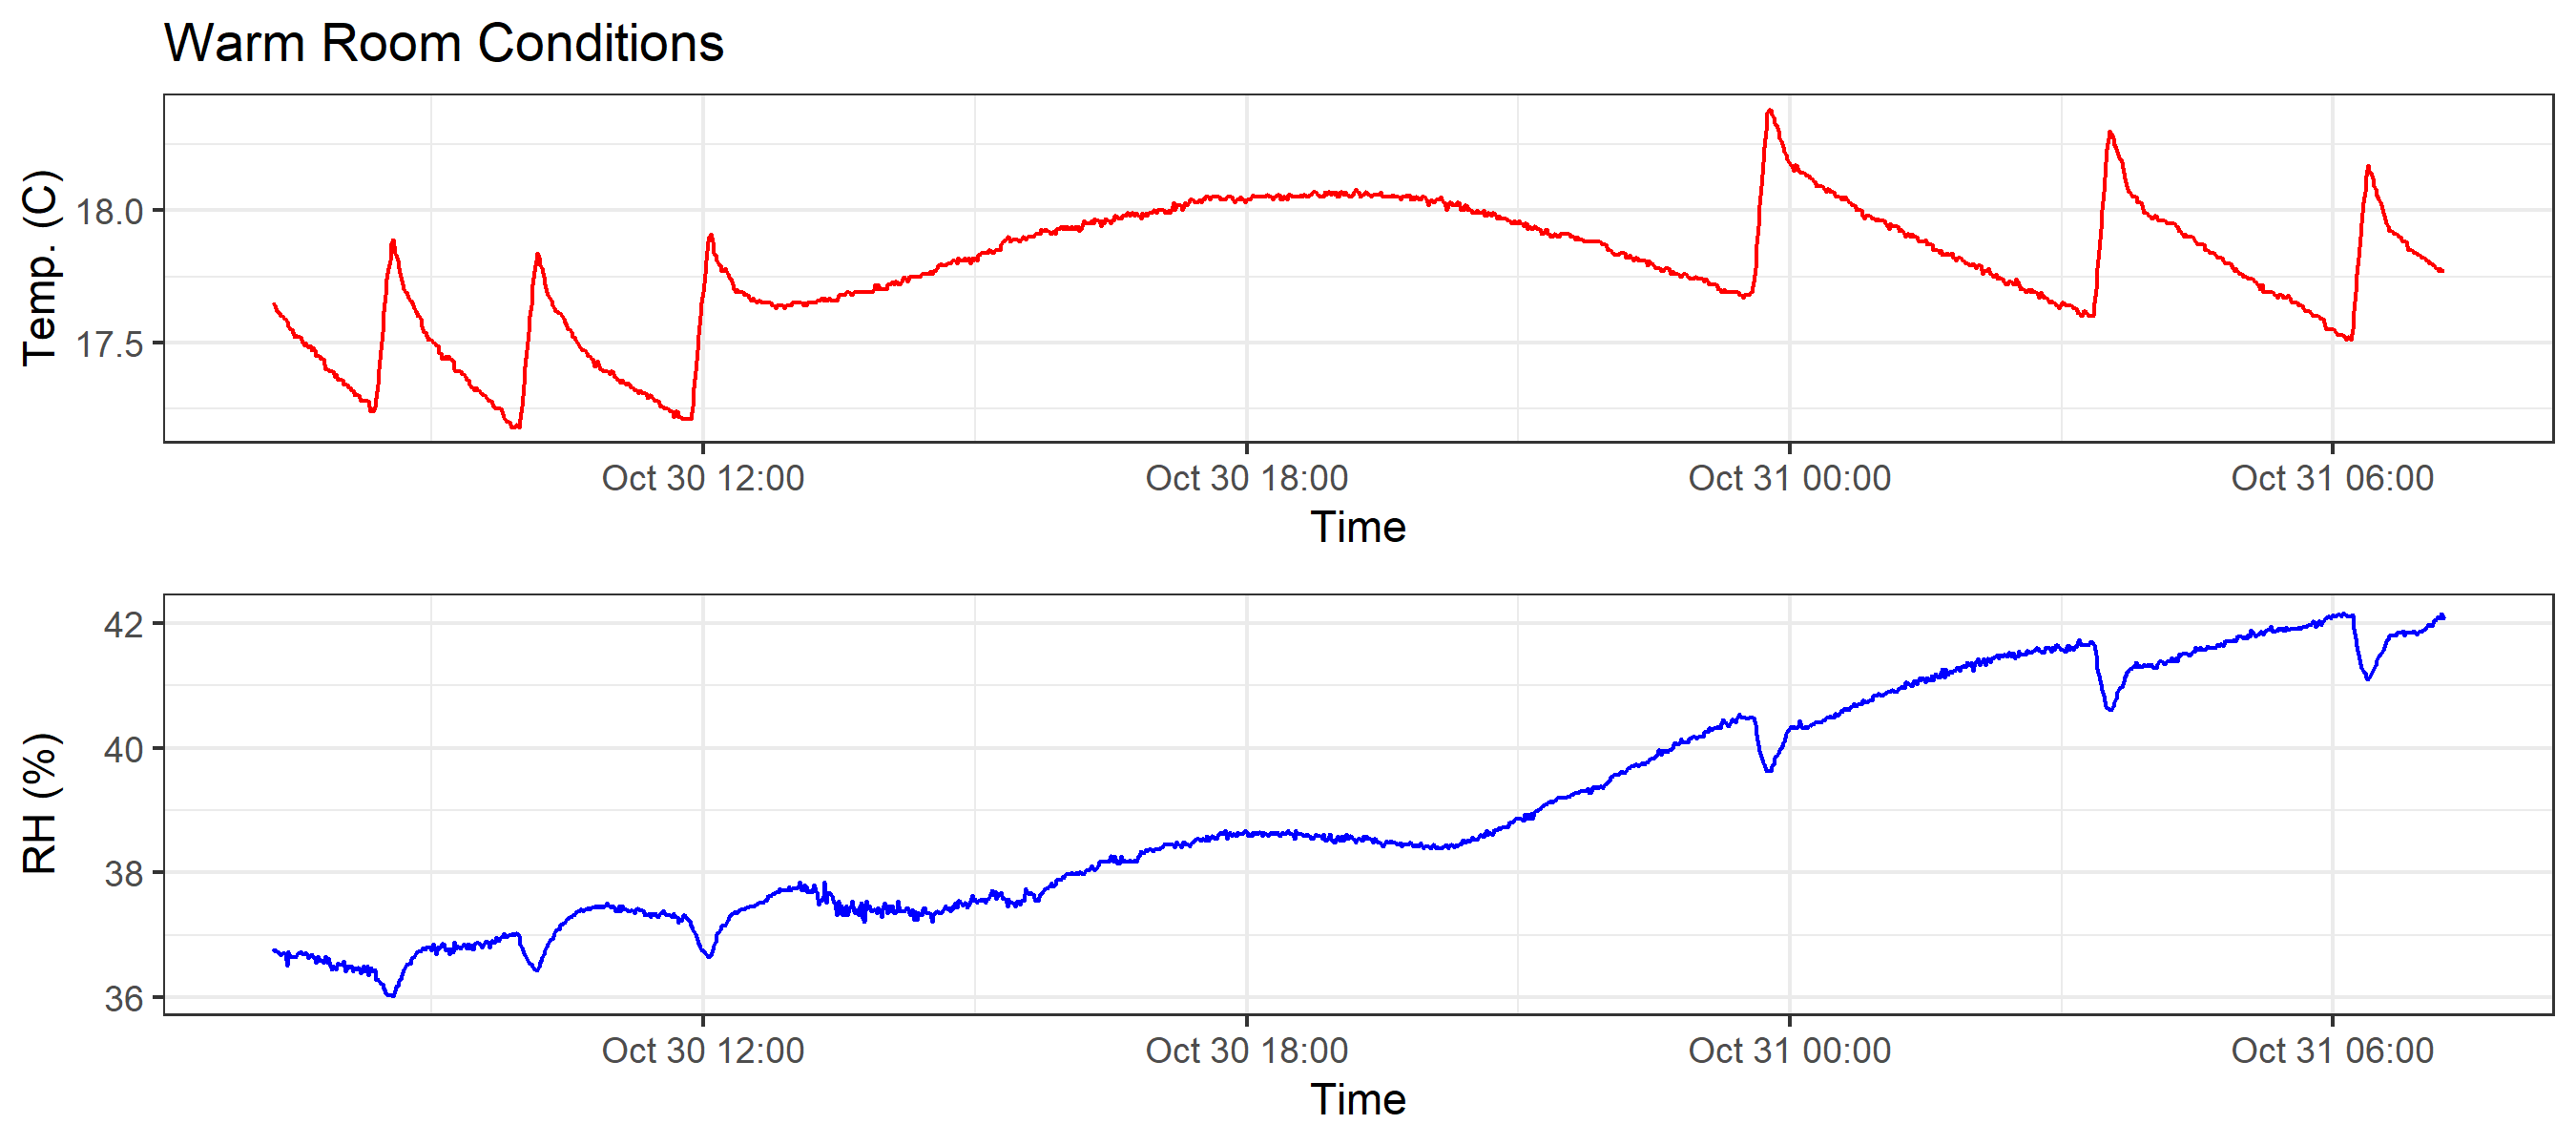 Warm Room Conditions
Temp. (C)
18.0
17.5
Oct 30 12:00 Oct 30 18:00 Oct 31 00:00 Oct 31 06:00
Time
RH (%)
42
40
38
36
Oct 30 12:00 Oct 30 18:00 Oct 31 00:00 Oct 31 06:00
Time